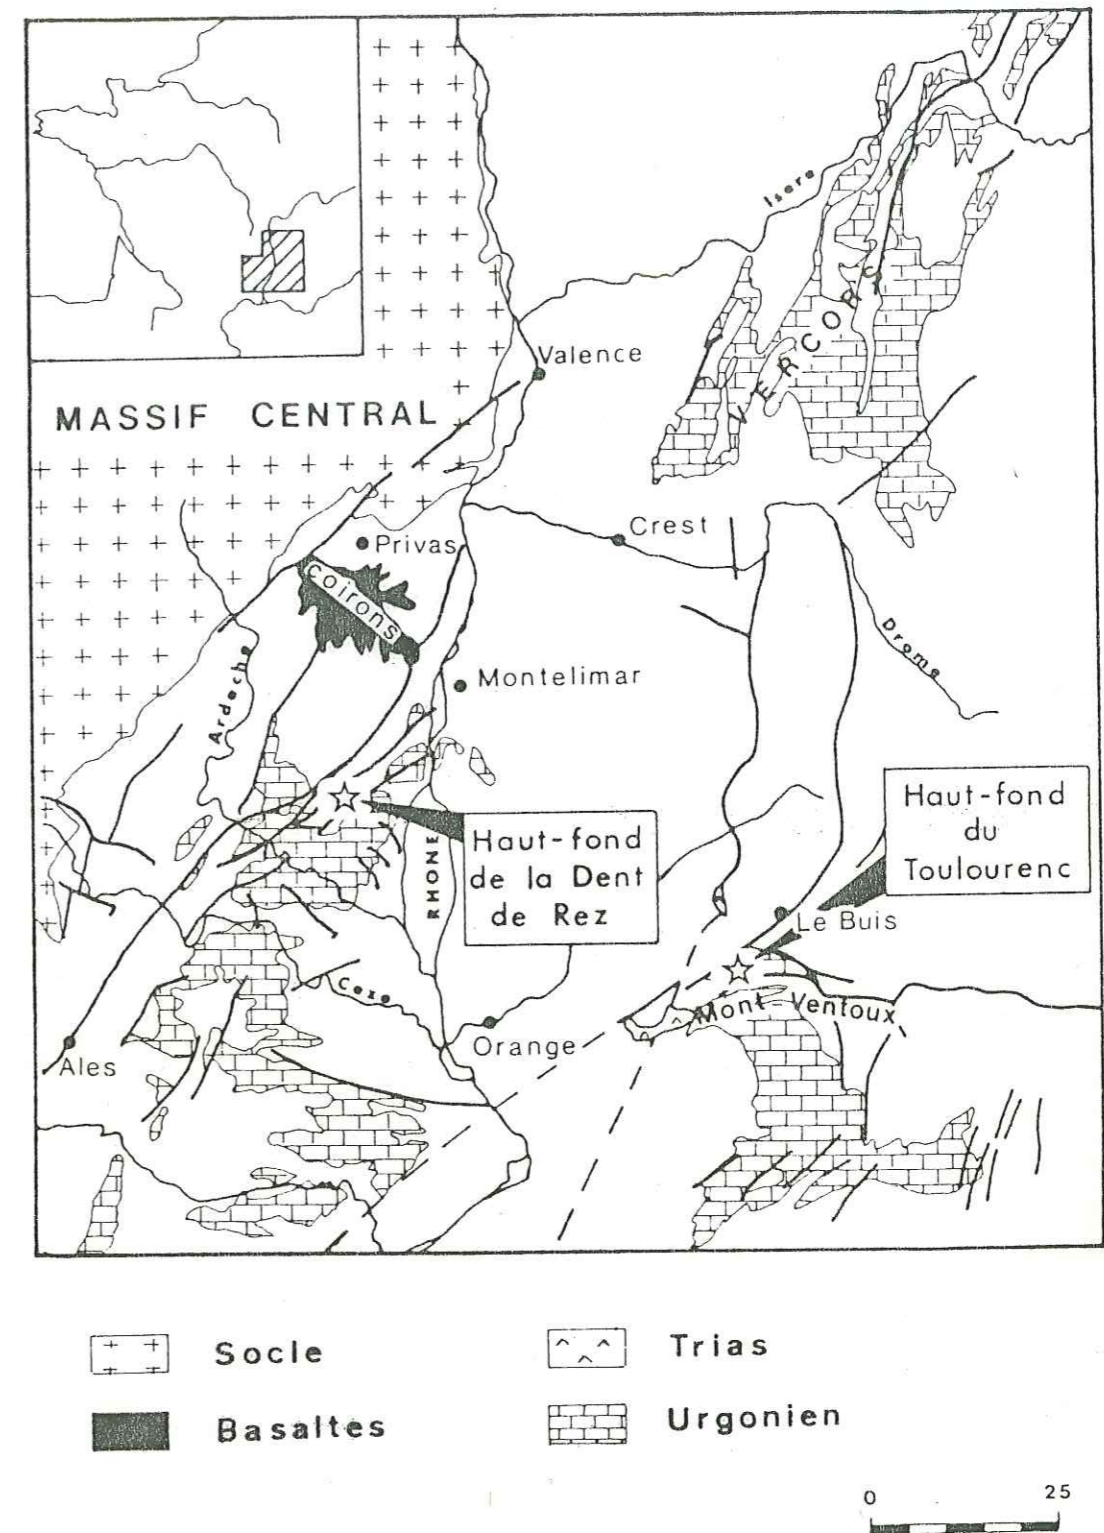 Isere
Valence
VERCORS
MASSIF CENTRAL
Crest
Privas
coirons
Drome
Ardeche
Montelimar
Haut-fond
du
Toulourenc
Haut-fond
de la Dent
de Rez
RHONE
Le Buis
Ceze
Mont-Ventoux
Orange
Ales
Socle
Trias
Basaltes
Urgonien
0 25